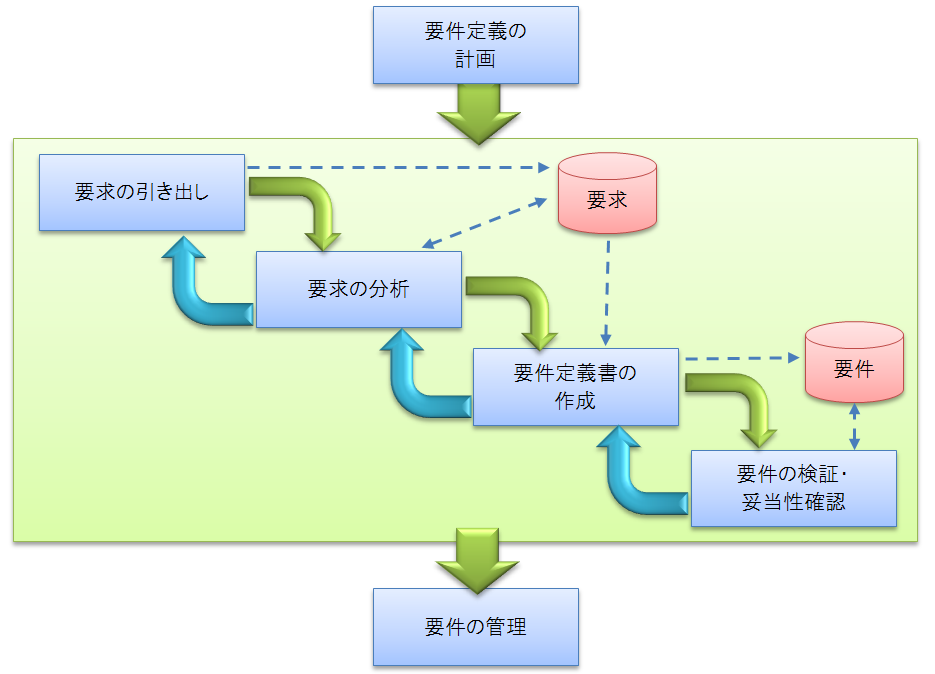 要件定義の
計画
要求の引き出し
要求
要求の分析
要件定義書の
作成
要件
要件の検証・
妥当性確認
要件の管理